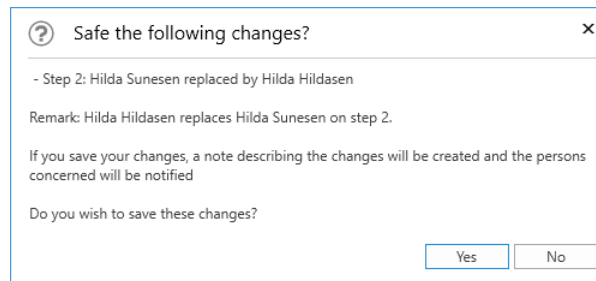 Safe the following changes?
- Step 2: Hilda Sunesen replaced by Hilda Hildasen
Remark: Hilda Hildasen replaces Hilda Sunesen on step 2.
If you save your changes, a note describing the changes will be created and the persons
concerned will be notified
Do you wish to save these changes?
Yes
No